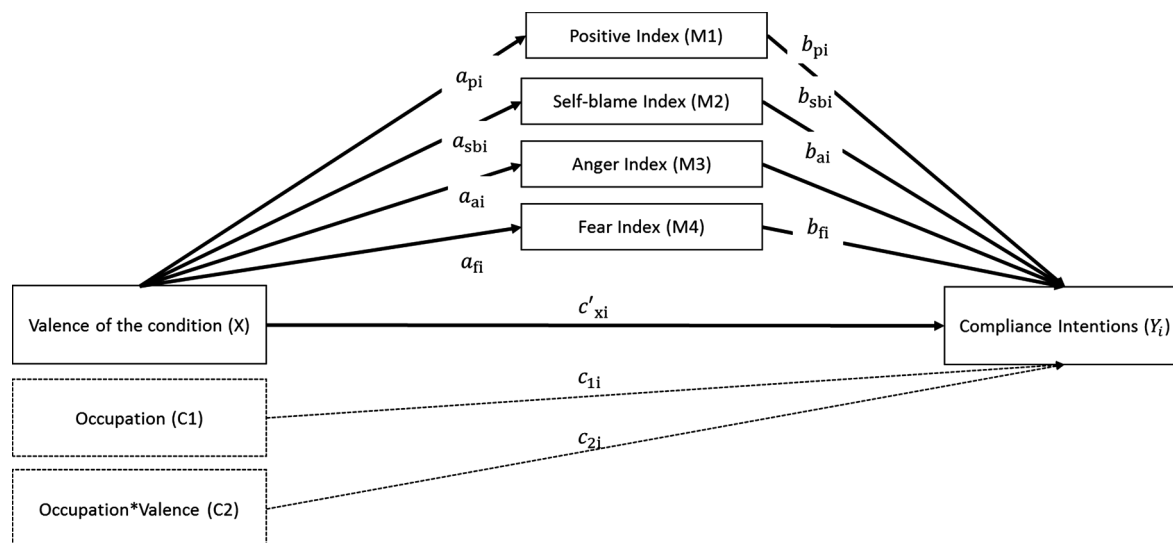 Positive Index (M1)
a_pi
b_pi
Self-blame Index (M2)
b_sbi
a_sbi
Anger Index (M3)
b_ai
a_ai
Fear Index (M4)
b_fi
a_fi
Valence of the condition (X)
c′_xi
Compliance Intentions (Y_i)
Occupation (C1)
c_1i
c_2j
Occupation*Valence (C2)